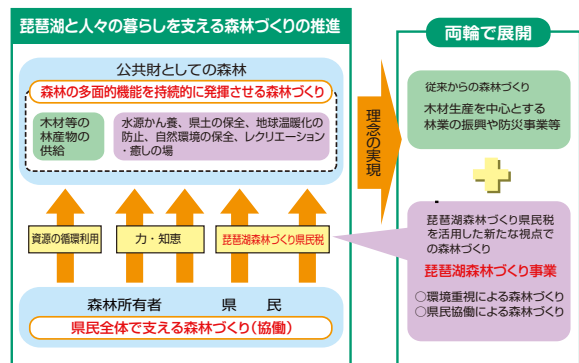 琵琶湖と人々の暮らしを支える森林づくりの推進
公共財としての森林
森林の多面的機能を持続的に発揮させる森林づくり
木材等の
林産物の
供給
水源かん養、県土の保全、地球温暖化の
防止、自然環境の保全、レクリエーション
・癒しの場
資源の循環利用
力・知恵
琵琶湖森林づくり県民税
森林所有者　県　民
県民全体で支える森林づくり(協働)
理念の実現
両輪で展開
従来からの森林づくり
木材生産を中心とする
林業の振興や防災事業等
琵琶湖森林づくり県民税
を活用した新たな視点で
の森林づくり
琵琶湖森林づくり事業
○環境重視による森林づくり
○県民協働による森林づくり